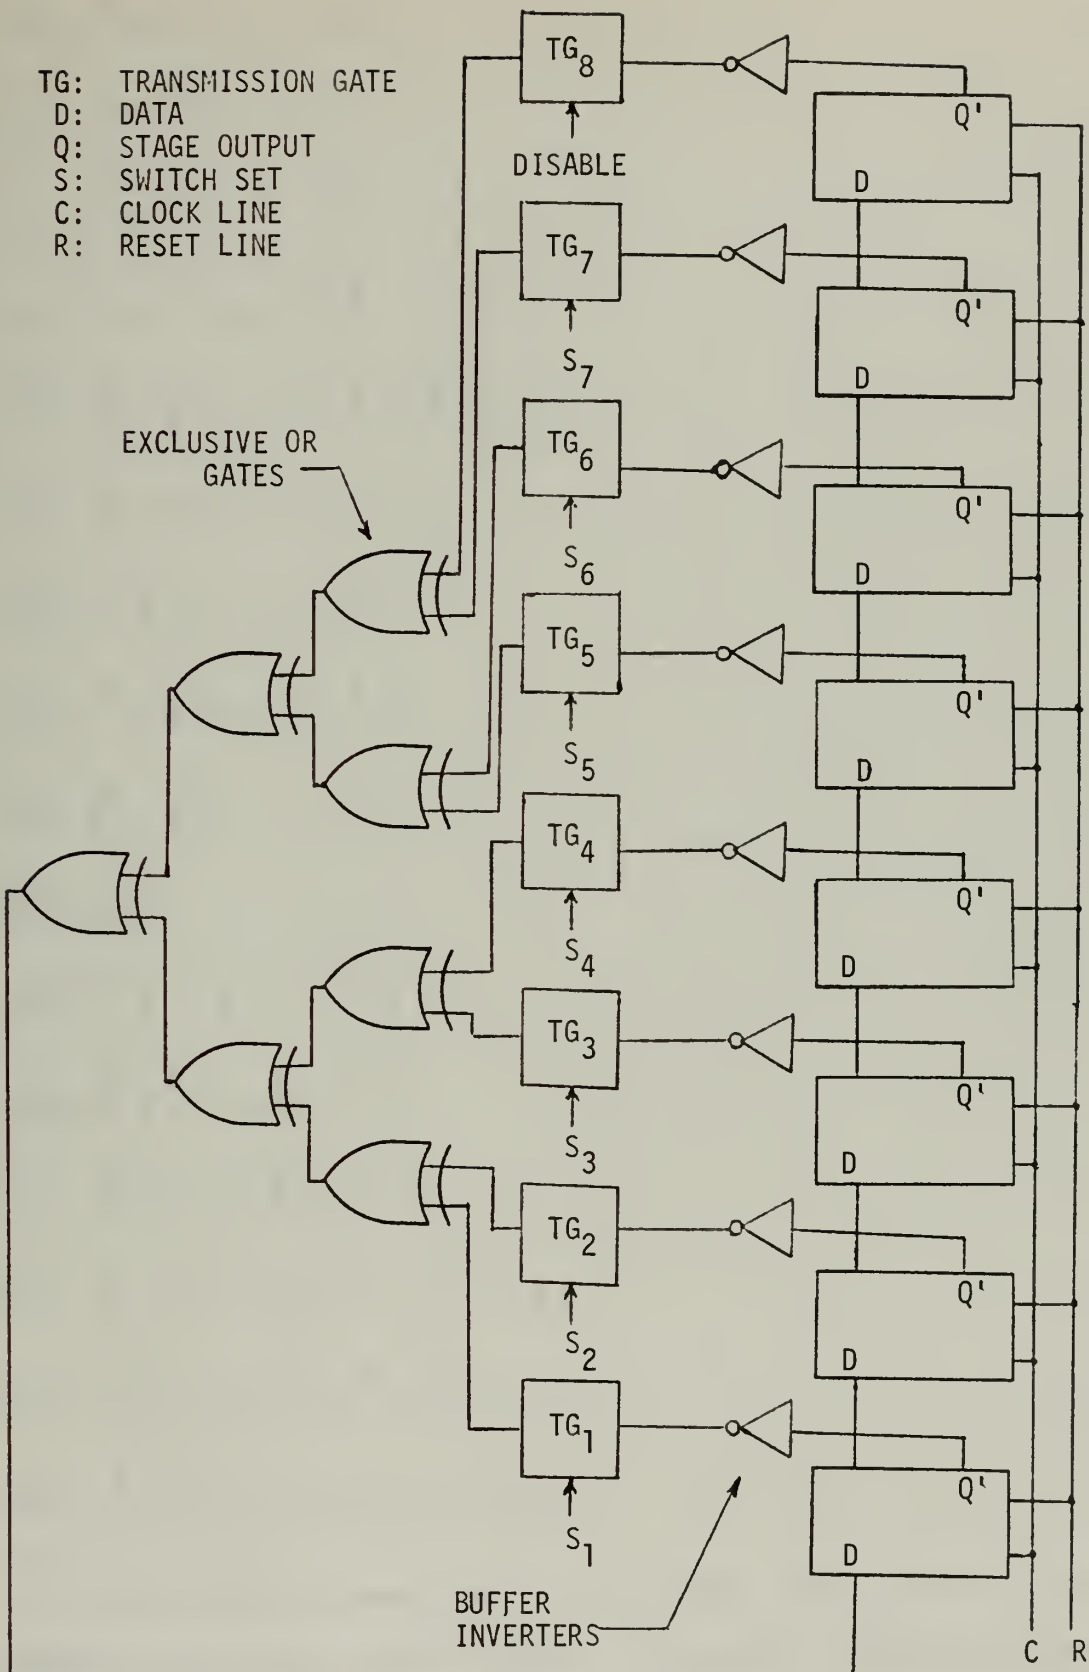 TG: TRANSMISSION GATE
D: DATA
Q: STAGE OUTPUT
S: SWITCH SET
C: CLOCK LINE
R: RESET LINE
TG8
Q'
DISABLE
D
TG7
Q'
S7
D
EXCLUSIVE OR
GATES
TG6
Q'
S6
D
TG5
Q'
S5
D
TG4
Q'
S4
D
TG3
Q'
S3
D
TG2
Q'
S2
D
TG1
Q'
S1
D
BUFFER
INVERTERS
C R